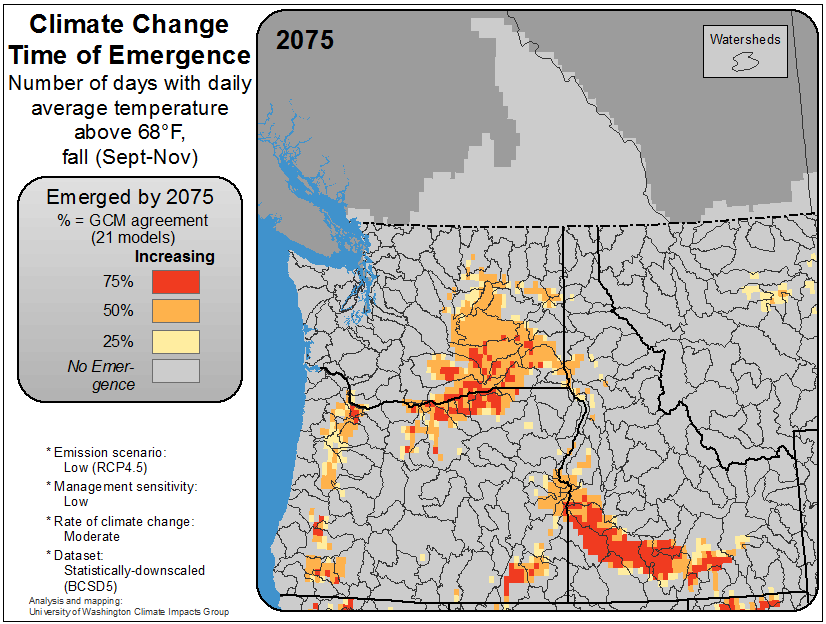 Climate Change
Time of Emergence
Number of days with daily
average temperature
above 68°F,
fall (Sept-Nov)
Emerged by 2075
% = GCM agreement
(21 models)
Increasing
75%
50%
25%
No Emer-
gence
* Emission scenario:
Low (RCP4.5)
* Management sensitivity:
Low
* Rate of climate change:
Moderate
* Dataset:
Statistically-downscaled
(BCSD5)
Analysis and mapping:
University of Washington Climate Impacts Group
2075
Watersheds